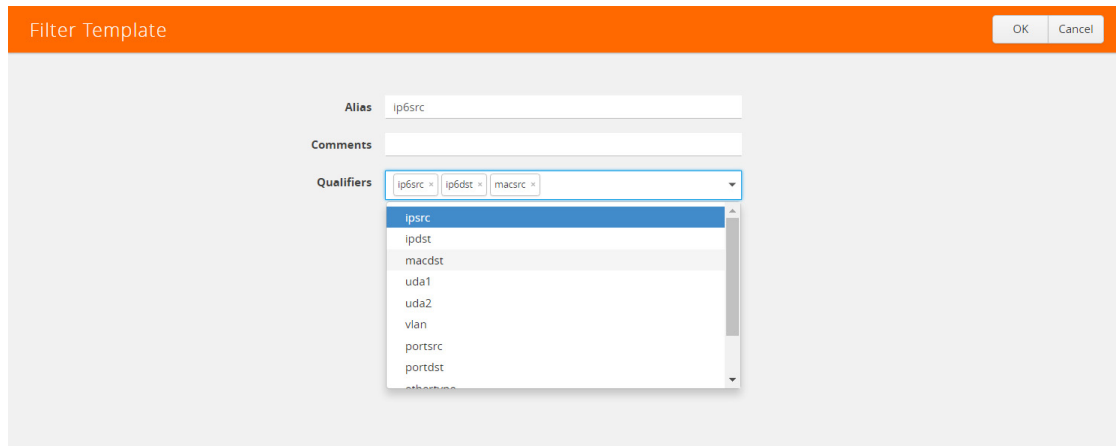 Filter Template
OK Cancel
Alias ip6src
Comments
Qualifiers ip6src × ip6dst × macsrc ×
ipsrc
ipdst
macdst
uda1
uda2
vlan
portsrc
portdst